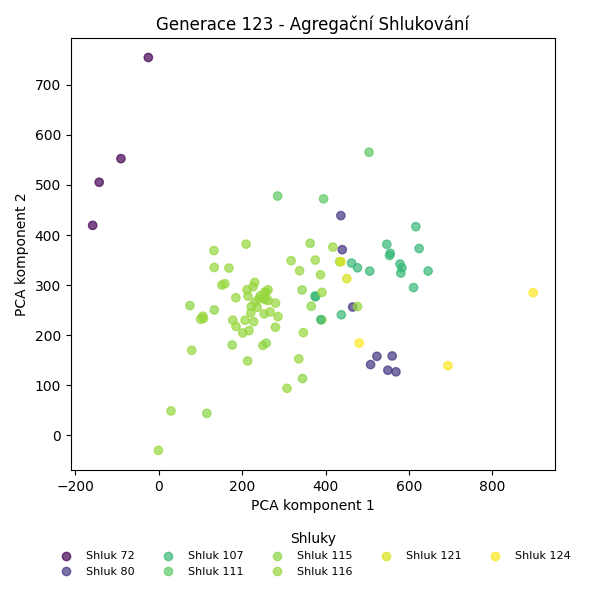 Generace 123 - Agregační Shlukování
PCA komponent 2
700
600
500
400
300
200
100
0
−200
0
200
400
600
800
PCA komponent 1
Shluky
Shluk 72
Shluk 107
Shluk 115
Shluk 121
Shluk 124
Shluk 80
Shluk 111
Shluk 116